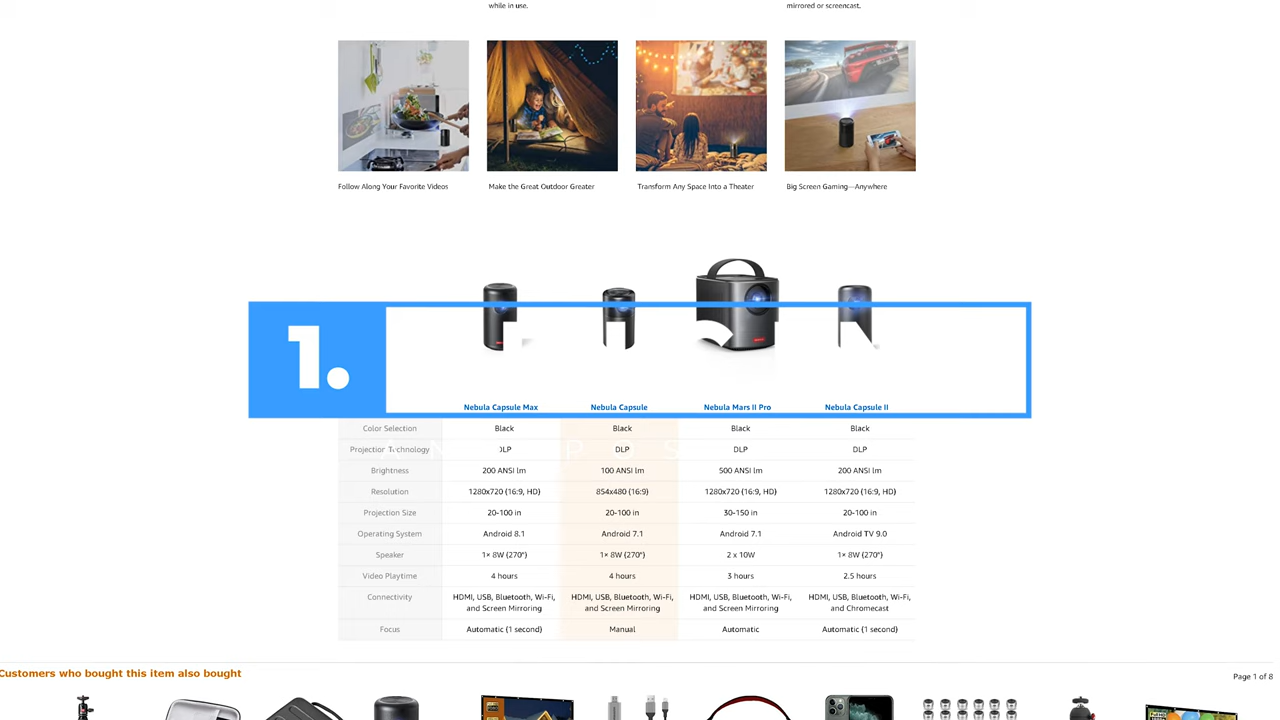 while in use.
mirrored or screencast.
Follow Along Your Favorite Videos
Make the Great Outdoor Greater
Transform Any Space Into a Theater
Big Screen Gaming—Anywhere
1.
Nebula Capsule Max Nebula Capsule Nebula Mars II Pro Nebula Capsule II
Color Selection Black Black Black Black
Projection Technology DLP DLP DLP DLP
Brightness 200 ANSI lm 100 ANSI lm 500 ANSI lm 200 ANSI lm
Resolution 1280x720 (16:9, HD) 854x480 (16:9) 1280x720 (16:9, HD) 1280x720 (16:9, HD)
Projection Size 20-100 in 20-100 in 30-150 in 20-100 in
Operating System Android 8.1 Android 7.1 Android 7.1 Android TV 9.0
Speaker 1× 8W (270°) 1× 8W (270°) 2 x 10W 1× 8W (270°)
Video Playtime 4 hours 4 hours 3 hours 2.5 hours
Connectivity HDMI, USB, Bluetooth, Wi-Fi, HDMI, USB, Bluetooth, Wi-Fi, HDMI, USB, Bluetooth, Wi-Fi, HDMI, USB, Bluetooth, Wi-Fi,
and Screen Mirroring and Screen Mirroring and Screen Mirroring and Chromecast
Focus Automatic (1 second) Manual Automatic Automatic (1 second)
Customers who bought this item also bought
Page 1 of 8